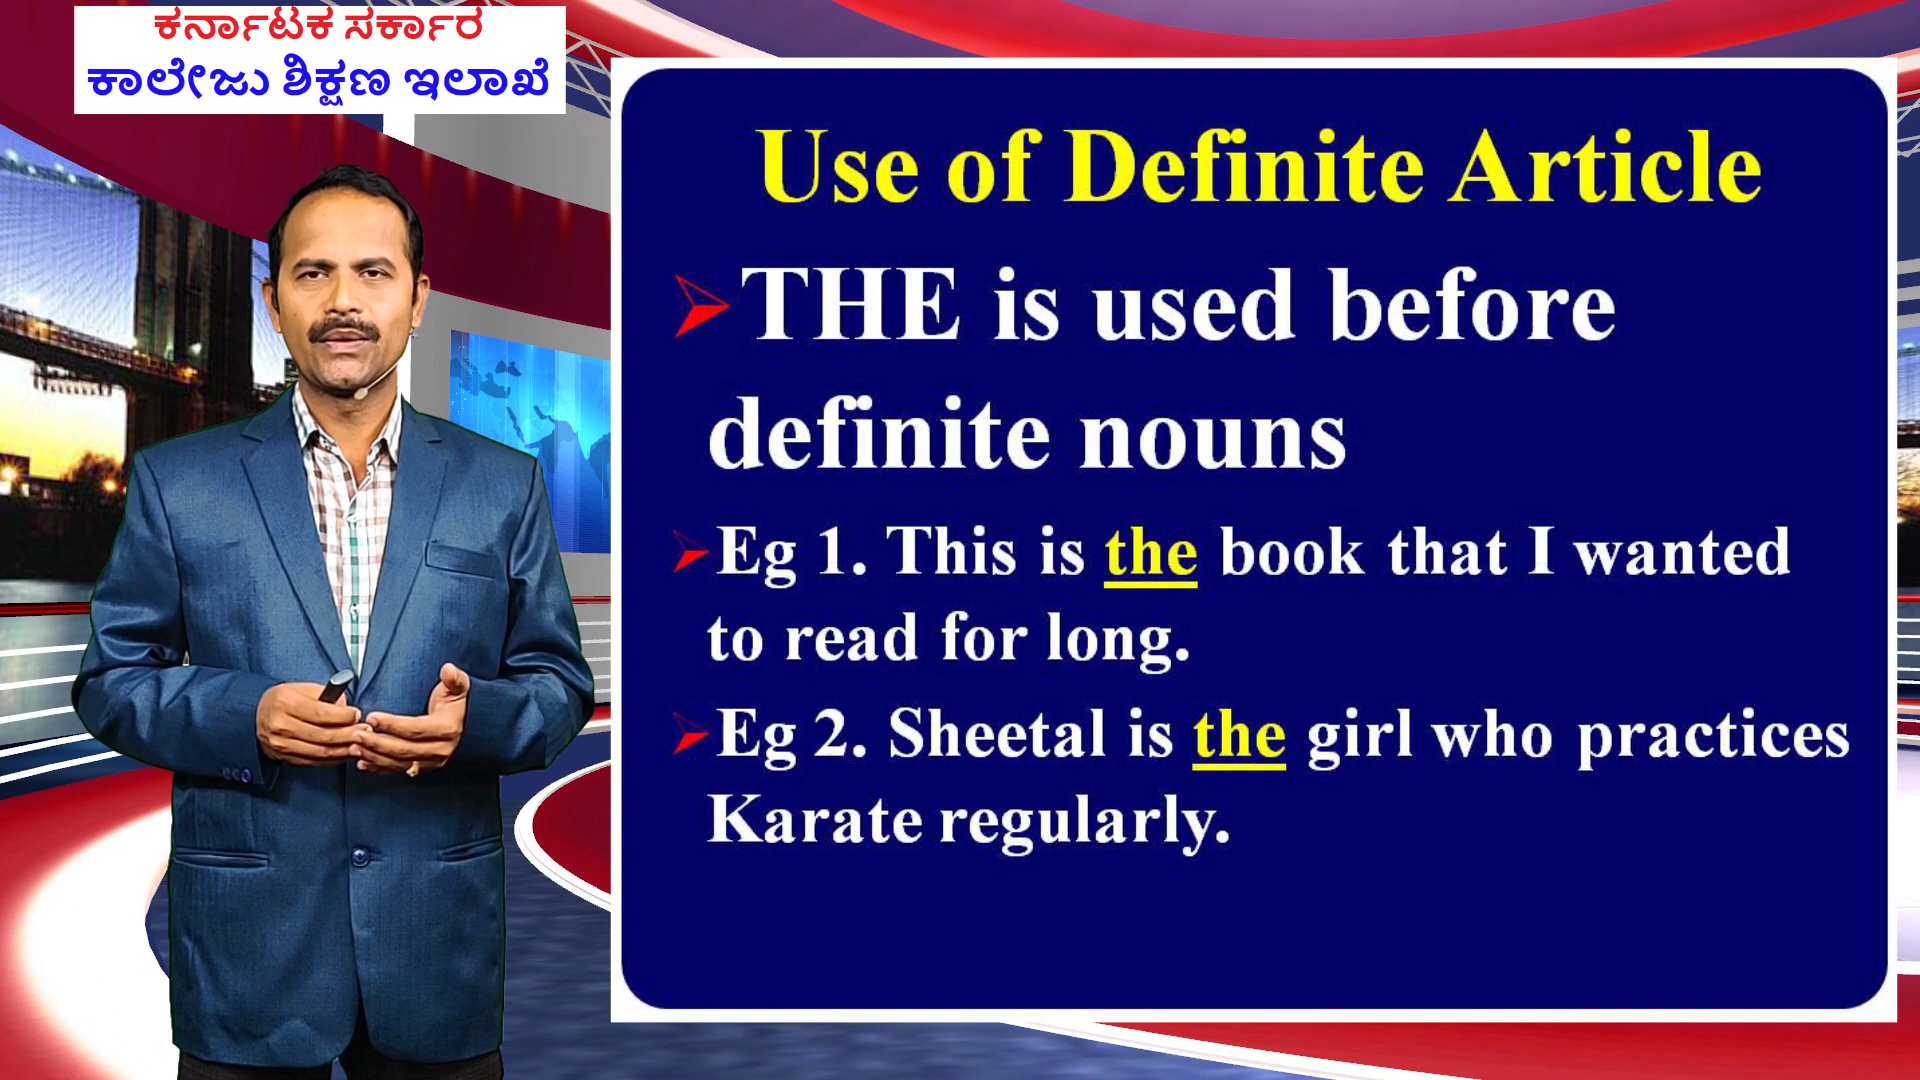 ಕರ್ನಾಟಕ ಸರ್ಕಾರ
ಕಾಲೇಜು ಶಿಕ್ಷಣ ಇಲಾಖೆ
Use of Definite Article
➢THE is used before
definite nouns
➢Eg 1. This is the book that I wanted
to read for long.
➢Eg 2. Sheetal is the girl who practices
Karate regularly.